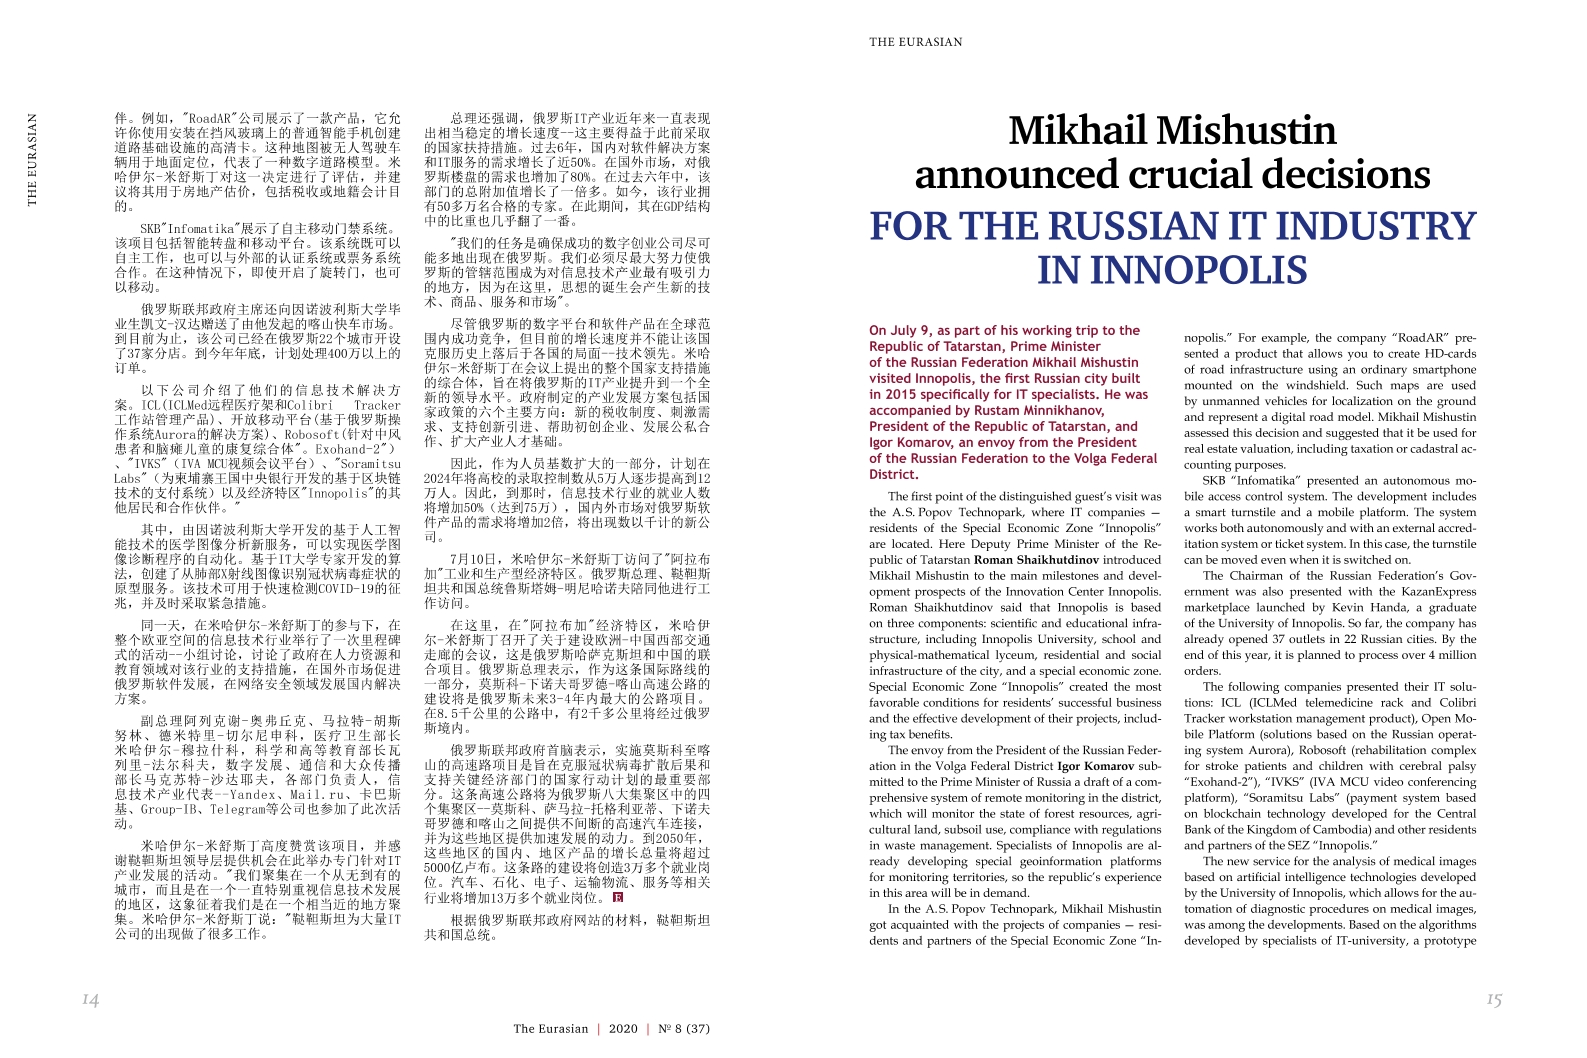 THE EURASIAN
伴。例如，"RoadAR"公司展示了一款产品，它允
许你使用安装在挡风玻璃上的普通智能手机创建
道路基础设施的高清卡。这种地图被无人驾驶车
辆用于地面定位，代表了一种数字道路模型。米
哈伊尔-米舒斯丁对这一决定进行了评估，并建
议将其用于房地产估价，包括税收或地籍会计目
的。
SKB"Infomatika"展示了自主移动门禁系统。
该项目包括智能转盘和移动平台。该系统既可以
自主工作，也可以与外部的认证系统或票务系统
合作。在这种情况下，即使开启了旋转门，也可
以移动。
俄罗斯联邦政府主席还向因诺波利斯大学毕
业生凯文-汉达赠送了由他发起的喀山快车市场。
到目前为止，该公司已经在俄罗斯22个城市开设
了37家分店。到今年年底，计划处理400万以上的
订单。
以下公司介绍了他们的信息技术解决方
案。ICL(ICLMed远程医疗架和Colibri Tracker
工作站管理产品)、开放移动平台(基于俄罗斯操
作系统Aurora的解决方案)、Robosoft(针对中风
患者和脑瘫儿童的康复综合体"。Exohand-2"）
、"IVKS"（IVA MCU视频会议平台）、"Soramitsu
Labs"（为柬埔寨王国中央银行开发的基于区块链
技术的支付系统）以及经济特区"Innopolis"的其
他居民和合作伙伴。"
其中，由因诺波利斯大学开发的基于人工智
能技术的医学图像分析新服务，可以实现医学图
像诊断程序的自动化。基于IT大学专家开发的算
法，创建了从肺部X射线图像识别冠状病毒症状的
原型服务。该技术可用于快速检测COVID-19的征
兆，并及时采取紧急措施。
同一天，在米哈伊尔-米舒斯丁的参与下，在
整个欧亚空间的信息技术行业举行了一次里程碑
式的活动--小组讨论，讨论了政府在人力资源和
教育领域对该行业的支持措施，在国外市场促进
俄罗斯软件发展，在网络安全领域发展国内解决
方案。
副总理阿列克谢-奥弗丘克、马拉特-胡斯
努林、德米特里-切尔尼申科，医疗卫生部长
米哈伊尔-穆拉什科，科学和高等教育部长瓦
列里-法尔科夫，数字发展、通信和大众传播
部长马克苏特-沙达耶夫，各部门负责人，信
息技术产业代表--Yandex、Mail.ru、卡巴斯
基、Group-IB、Telegram等公司也参加了此次活
动。
米哈伊尔-米舒斯丁高度赞赏该项目，并感
谢鞑靼斯坦领导层提供机会在此举办专门针对IT
产业发展的活动。"我们聚集在一个从无到有的
城市，而且是在一个一直特别重视信息技术发展
的地区，这象征着我们是在一个相当近的地方聚
集。米哈伊尔-米舒斯丁说："鞑靼斯坦为大量IT
公司的出现做了很多工作。
总理还强调，俄罗斯IT产业近年来一直表现
出相当稳定的增长速度--这主要得益于此前采取
的国家扶持措施。过去6年，国内对软件解决方案
和IT服务的需求增长了近50%。在国外市场，对俄
罗斯楼盘的需求也增加了80%。在过去六年中，该
部门的总附加值增长了一倍多。如今，该行业拥
有50多万名合格的专家。在此期间，其在GDP结构
中的比重也几乎翻了一番。
"我们的任务是确保成功的数字创业公司尽可
能多地出现在俄罗斯。我们必须尽最大努力使俄
罗斯的管辖范围成为对信息技术产业最有吸引力
的地方，因为在这里，思想的诞生会产生新的技
术、商品、服务和市场"。
尽管俄罗斯的数字平台和软件产品在全球范
围内成功竞争，但目前的增长速度并不能让该国
克服历史上落后于各国的局面--技术领先。米哈
伊尔-米舒斯丁在会议上提出的整个国家支持措施
的综合体，旨在将俄罗斯的IT产业提升到一个全
新的领导水平。政府制定的产业发展方案包括国
家政策的六个主要方向：新的税收制度、刺激需
求、支持创新引进、帮助初创企业、发展公私合
作、扩大产业人才基础。
因此，作为人员基数扩大的一部分，计划在
2024年将高校的录取控制数从5万人逐步提高到12
万人。因此，到那时，信息技术行业的就业人数
将增加50%（达到75万），国内外市场对俄罗斯软
件产品的需求将增加2倍，将出现数以千计的新公
司。
7月10日，米哈伊尔-米舒斯丁访问了"阿拉布
加"工业和生产型经济特区。俄罗斯总理、鞑靼斯
坦共和国总统鲁斯塔姆-明尼哈诺夫陪同他进行工
作访问。
在这里，在"阿拉布加"经济特区，米哈伊
尔-米舒斯丁召开了关于建设欧洲-中国西部交通
走廊的会议，这是俄罗斯哈萨克斯坦和中国的联
合项目。俄罗斯总理表示，作为这条国际路线的
一部分，莫斯科-下诺夫哥罗德-喀山高速公路的
建设将是俄罗斯未来3-4年内最大的公路项目。
在8.5千公里的公路中，有2千多公里将经过俄罗
斯境内。
俄罗斯联邦政府首脑表示，实施莫斯科至喀
山的高速路项目是旨在克服冠状病毒扩散后果和
支持关键经济部门的国家行动计划的最重要部
分。这条高速公路将为俄罗斯八大集聚区中的四
个集聚区--莫斯科、萨马拉-托格利亚蒂、下诺夫
哥罗德和喀山之间提供不间断的高速汽车连接，
并为这些地区提供加速发展的动力。到2050年，
这些地区的国内、地区产品的增长总量将超过
5000亿卢布。这条路的建设将创造3万多个就业岗
位。汽车、石化、电子、运输物流、服务等相关
行业将增加13万多个就业岗位。 E
根据俄罗斯联邦政府网站的材料，鞑靼斯坦
共和国总统。
14
The Eurasian | 2020 | № 8 (37)
THE EURASIAN
Mikhail Mishustin
announced crucial decisions
FOR THE RUSSIAN IT INDUSTRY
IN INNOPOLIS
On July 9, as part of his working trip to the
Republic of Tatarstan, Prime Minister
of the Russian Federation Mikhail Mishustin
visited Innopolis, the first Russian city built
in 2015 specifically for IT specialists. He was
accompanied by Rustam Minnikhanov,
President of the Republic of Tatarstan, and
Igor Komarov, an envoy from the President
of the Russian Federation to the Volga Federal
District.
The first point of the distinguished guest's visit was
the A. S. Popov Technopark, where IT companies —
residents of the Special Economic Zone “Innopolis”
are located. Here Deputy Prime Minister of the Re-
public of Tatarstan Roman Shaikhutdinov introduced
Mikhail Mishustin to the main milestones and devel-
opment prospects of the Innovation Center Innopolis.
Roman Shaikhutdinov said that Innopolis is based
on three components: scientific and educational infra-
structure, including Innopolis University, school and
physical-mathematical lyceum, residential and social
infrastructure of the city, and a special economic zone.
Special Economic Zone “Innopolis” created the most
favorable conditions for residents' successful business
and the effective development of their projects, includ-
ing tax benefits.
The envoy from the President of the Russian Feder-
ation in the Volga Federal District Igor Komarov sub-
mitted to the Prime Minister of Russia a draft of a com-
prehensive system of remote monitoring in the district,
which will monitor the state of forest resources, agri-
cultural land, subsoil use, compliance with regulations
in waste management. Specialists of Innopolis are al-
ready developing special geoinformation platforms
for monitoring territories, so the republic's experience
in this area will be in demand.
In the A. S. Popov Technopark, Mikhail Mishustin
got acquainted with the projects of companies — resi-
dents and partners of the Special Economic Zone “In-
nopolis.” For example, the company “RoadAR” pre-
sented a product that allows you to create HD-cards
of road infrastructure using an ordinary smartphone
mounted on the windshield. Such maps are used
by unmanned vehicles for localization on the ground
and represent a digital road model. Mikhail Mishustin
assessed this decision and suggested that it be used for
real estate valuation, including taxation or cadastral ac-
counting purposes.
SKB “Infomatika” presented an autonomous mo-
bile access control system. The development includes
a smart turnstile and a mobile platform. The system
works both autonomously and with an external accred-
itation system or ticket system. In this case, the turnstile
can be moved even when it is switched on.
The Chairman of the Russian Federation's Gov-
ernment was also presented with the KazanExpress
marketplace launched by Kevin Handa, a graduate
of the University of Innopolis. So far, the company has
already opened 37 outlets in 22 Russian cities. By the
end of this year, it is planned to process over 4 million
orders.
The following companies presented their IT solu-
tions: ICL (ICLMed telemedicine rack and Colibri
Tracker workstation management product), Open Mo-
bile Platform (solutions based on the Russian operat-
ing system Aurora), Robosoft (rehabilitation complex
for stroke patients and children with cerebral palsy
“Exohand-2”), “IVKS” (IVA MCU video conferencing
platform), “Soramitsu Labs” (payment system based
on blockchain technology developed for the Central
Bank of the Kingdom of Cambodia) and other residents
and partners of the SEZ “Innopolis.”
The new service for the analysis of medical images
based on artificial intelligence technologies developed
by the University of Innopolis, which allows for the au-
tomation of diagnostic procedures on medical images,
was among the developments. Based on the algorithms
developed by specialists of IT-university, a prototype
15